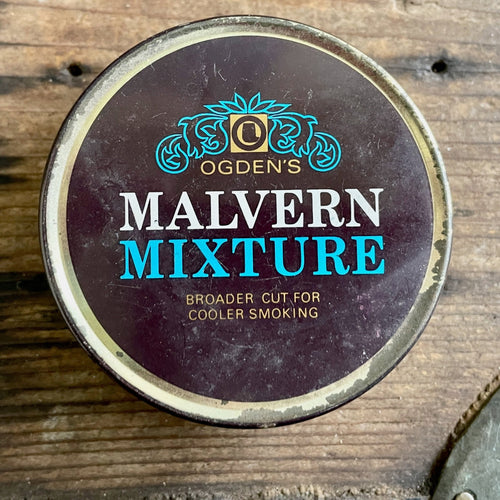 O
OGDEN'S
MALVERN
MIXTURE
BROADER CUT FOR
COOLER SMOKING